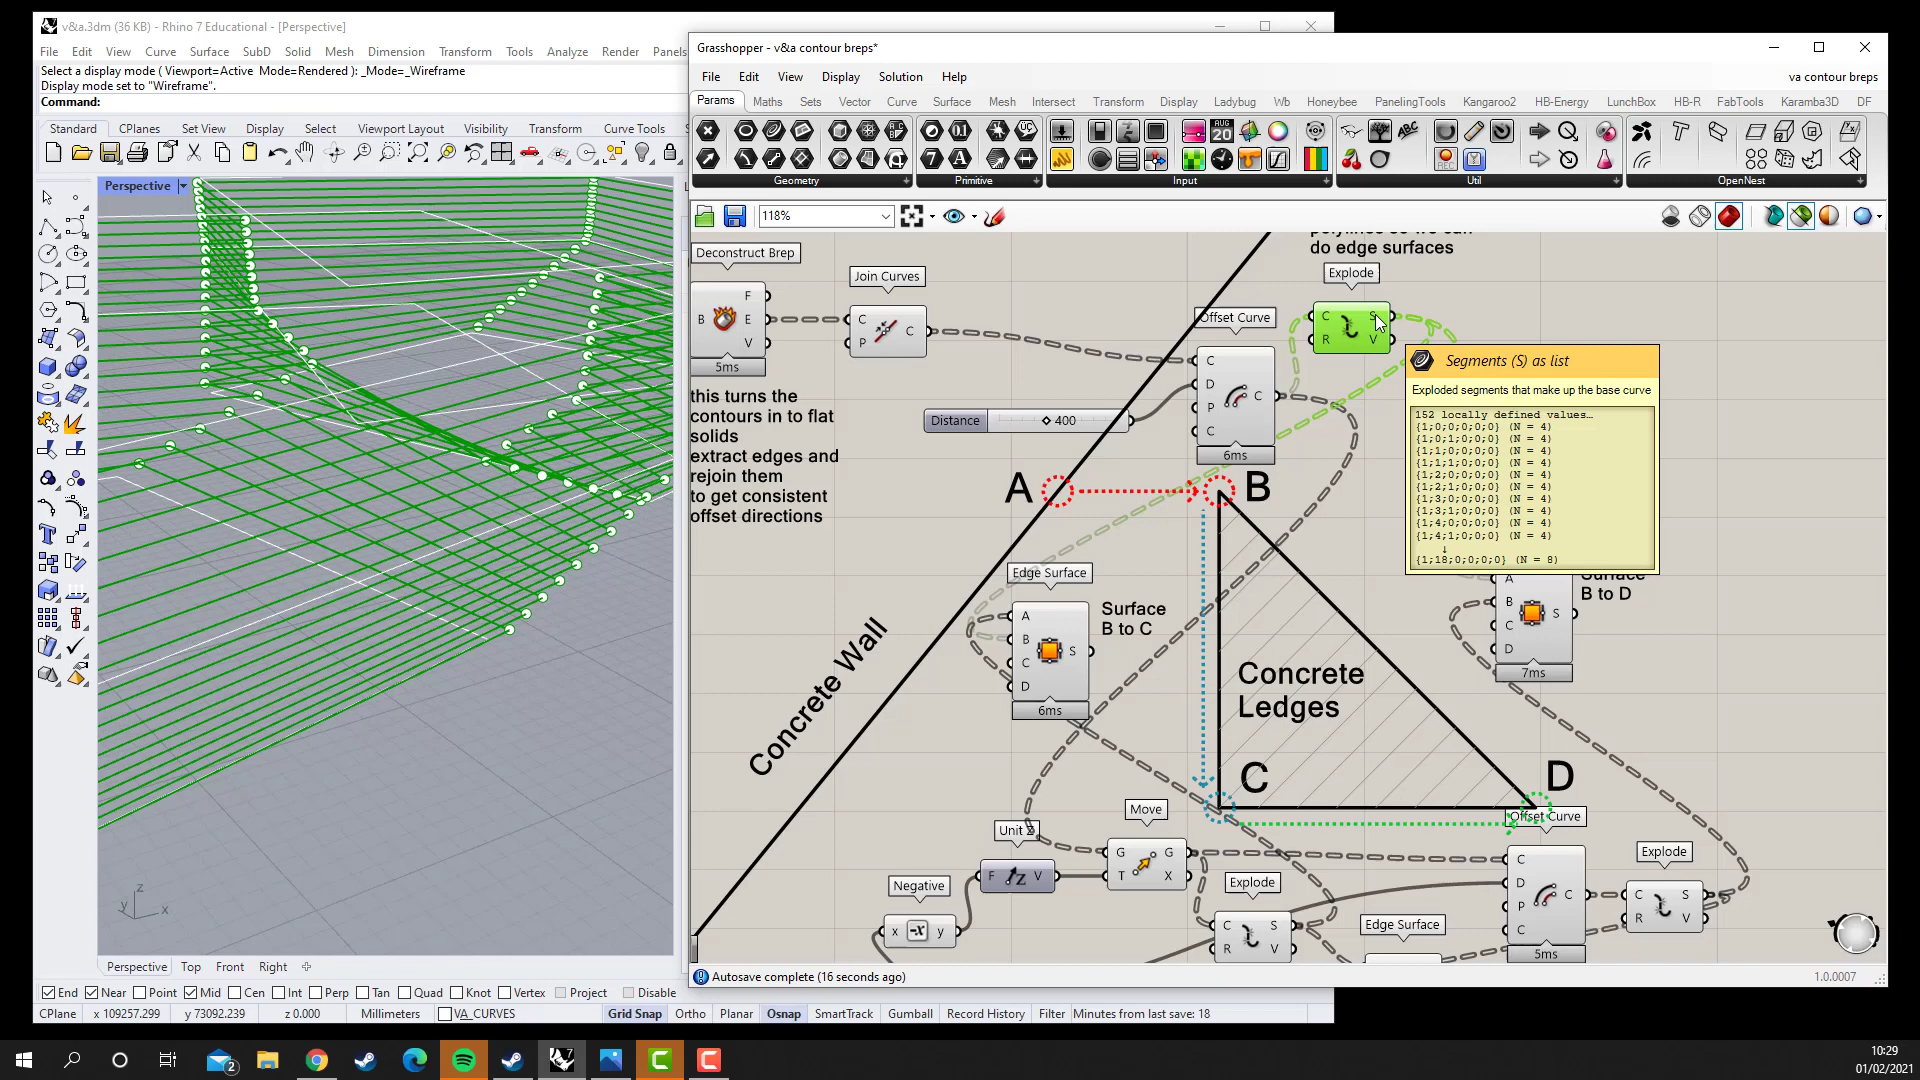 v&a.3dm (36 KB) - Rhino 7 Educational - [Perspective]
File Edit View Curve Surface SubD Solid Mesh Dimension Transform Tools Analyze Render Panels
Select a display mode ( Viewport=Active Mode=Rendered ): _Mode=_Wireframe
Display mode set to "Wireframe".
Command:
Standard CPlanes Set View Display Select Viewport Layout Visibility Transform Curve Tools
Perspective
z
y
x
Perspective Top Front Right
End Near Point Mid Cen Int Perp Tan Quad Knot Vertex Project Disable
CPlane x 109257.299 y 73092.239 z 0.000 Millimeters VA_CURVES Grid Snap Ortho Planar Osnap SmartTrack Gumball Record History Filter Minutes from last save: 18
Grasshopper - v&a contour breps*
File Edit View Display Solution Help
va contour breps
Params Maths Sets Vector Curve Surface Mesh Intersect Transform Display Ladybug Wb Honeybee PanelingTools Kangaroo2 HB-Energy LunchBox HB-R FabTools Karamba3D DF
Geometry Primitive Input Util OpenNest
118%
do edge surfaces
Deconstruct Brep
B F E V
5ms
Join Curves
C P C
Offset Curve
C D P C C
6ms
Explode
C R S V
Distance 400
Segments (S) as list
Exploded segments that make up the base curve
152 locally defined values…
{1;0;0;0;0;0} (N = 4)
{1;0;1;0;0;0} (N = 4)
{1;1;0;0;0;0} (N = 4)
{1;1;1;0;0;0} (N = 4)
{1;2;0;0;0;0} (N = 4)
{1;2;1;0;0;0} (N = 4)
{1;3;0;0;0;0} (N = 4)
{1;3;1;0;0;0} (N = 4)
{1;4;0;0;0;0} (N = 4)
{1;4;1;0;0;0} (N = 4)
{1;18;0;0;0;0} (N = 8)
this turns the
contours in to flat
solids
extract edges and
rejoin them
to get consistent
offset directions
A
B
Edge Surface
A B C D S
6ms
Surface
B to C
Concrete Wall
Concrete
Ledges
C
D
Surface
B to D
A B C D S
7ms
Unit Z
F V
Negative
x -x y
Move
G T G X
Explode
C R S V
Edge Surface
Offset Curve
C D P C C
5ms
Explode
C R S V
Autosave complete (16 seconds ago)
1.0.0007
10:29
01/02/2021